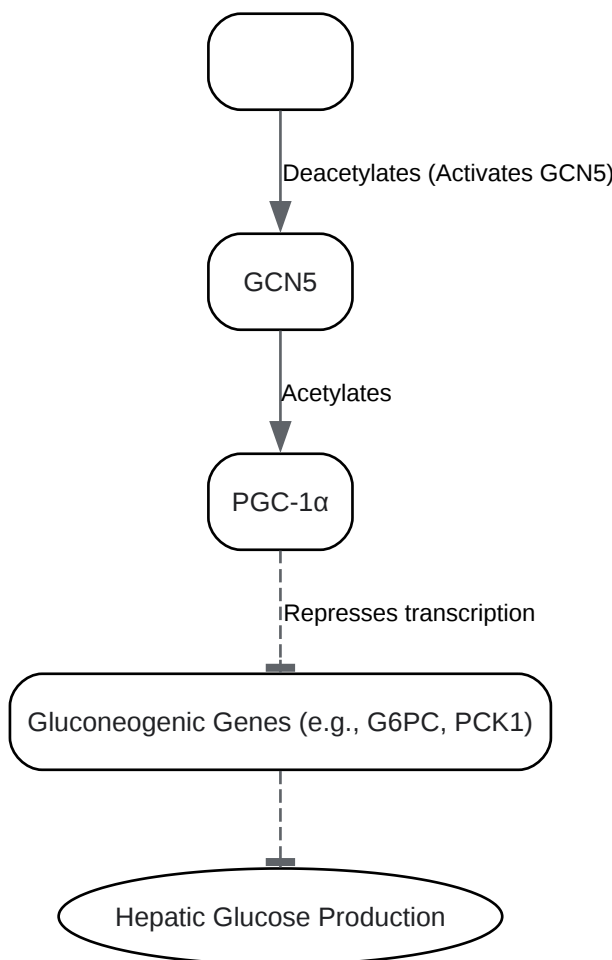 Deacetylates (Activates GCN5)
GCN5
Acetylates
PGC-1α
Represses transcription
Gluconeogenic Genes (e.g., G6PC, PCK1)
Hepatic Glucose Production